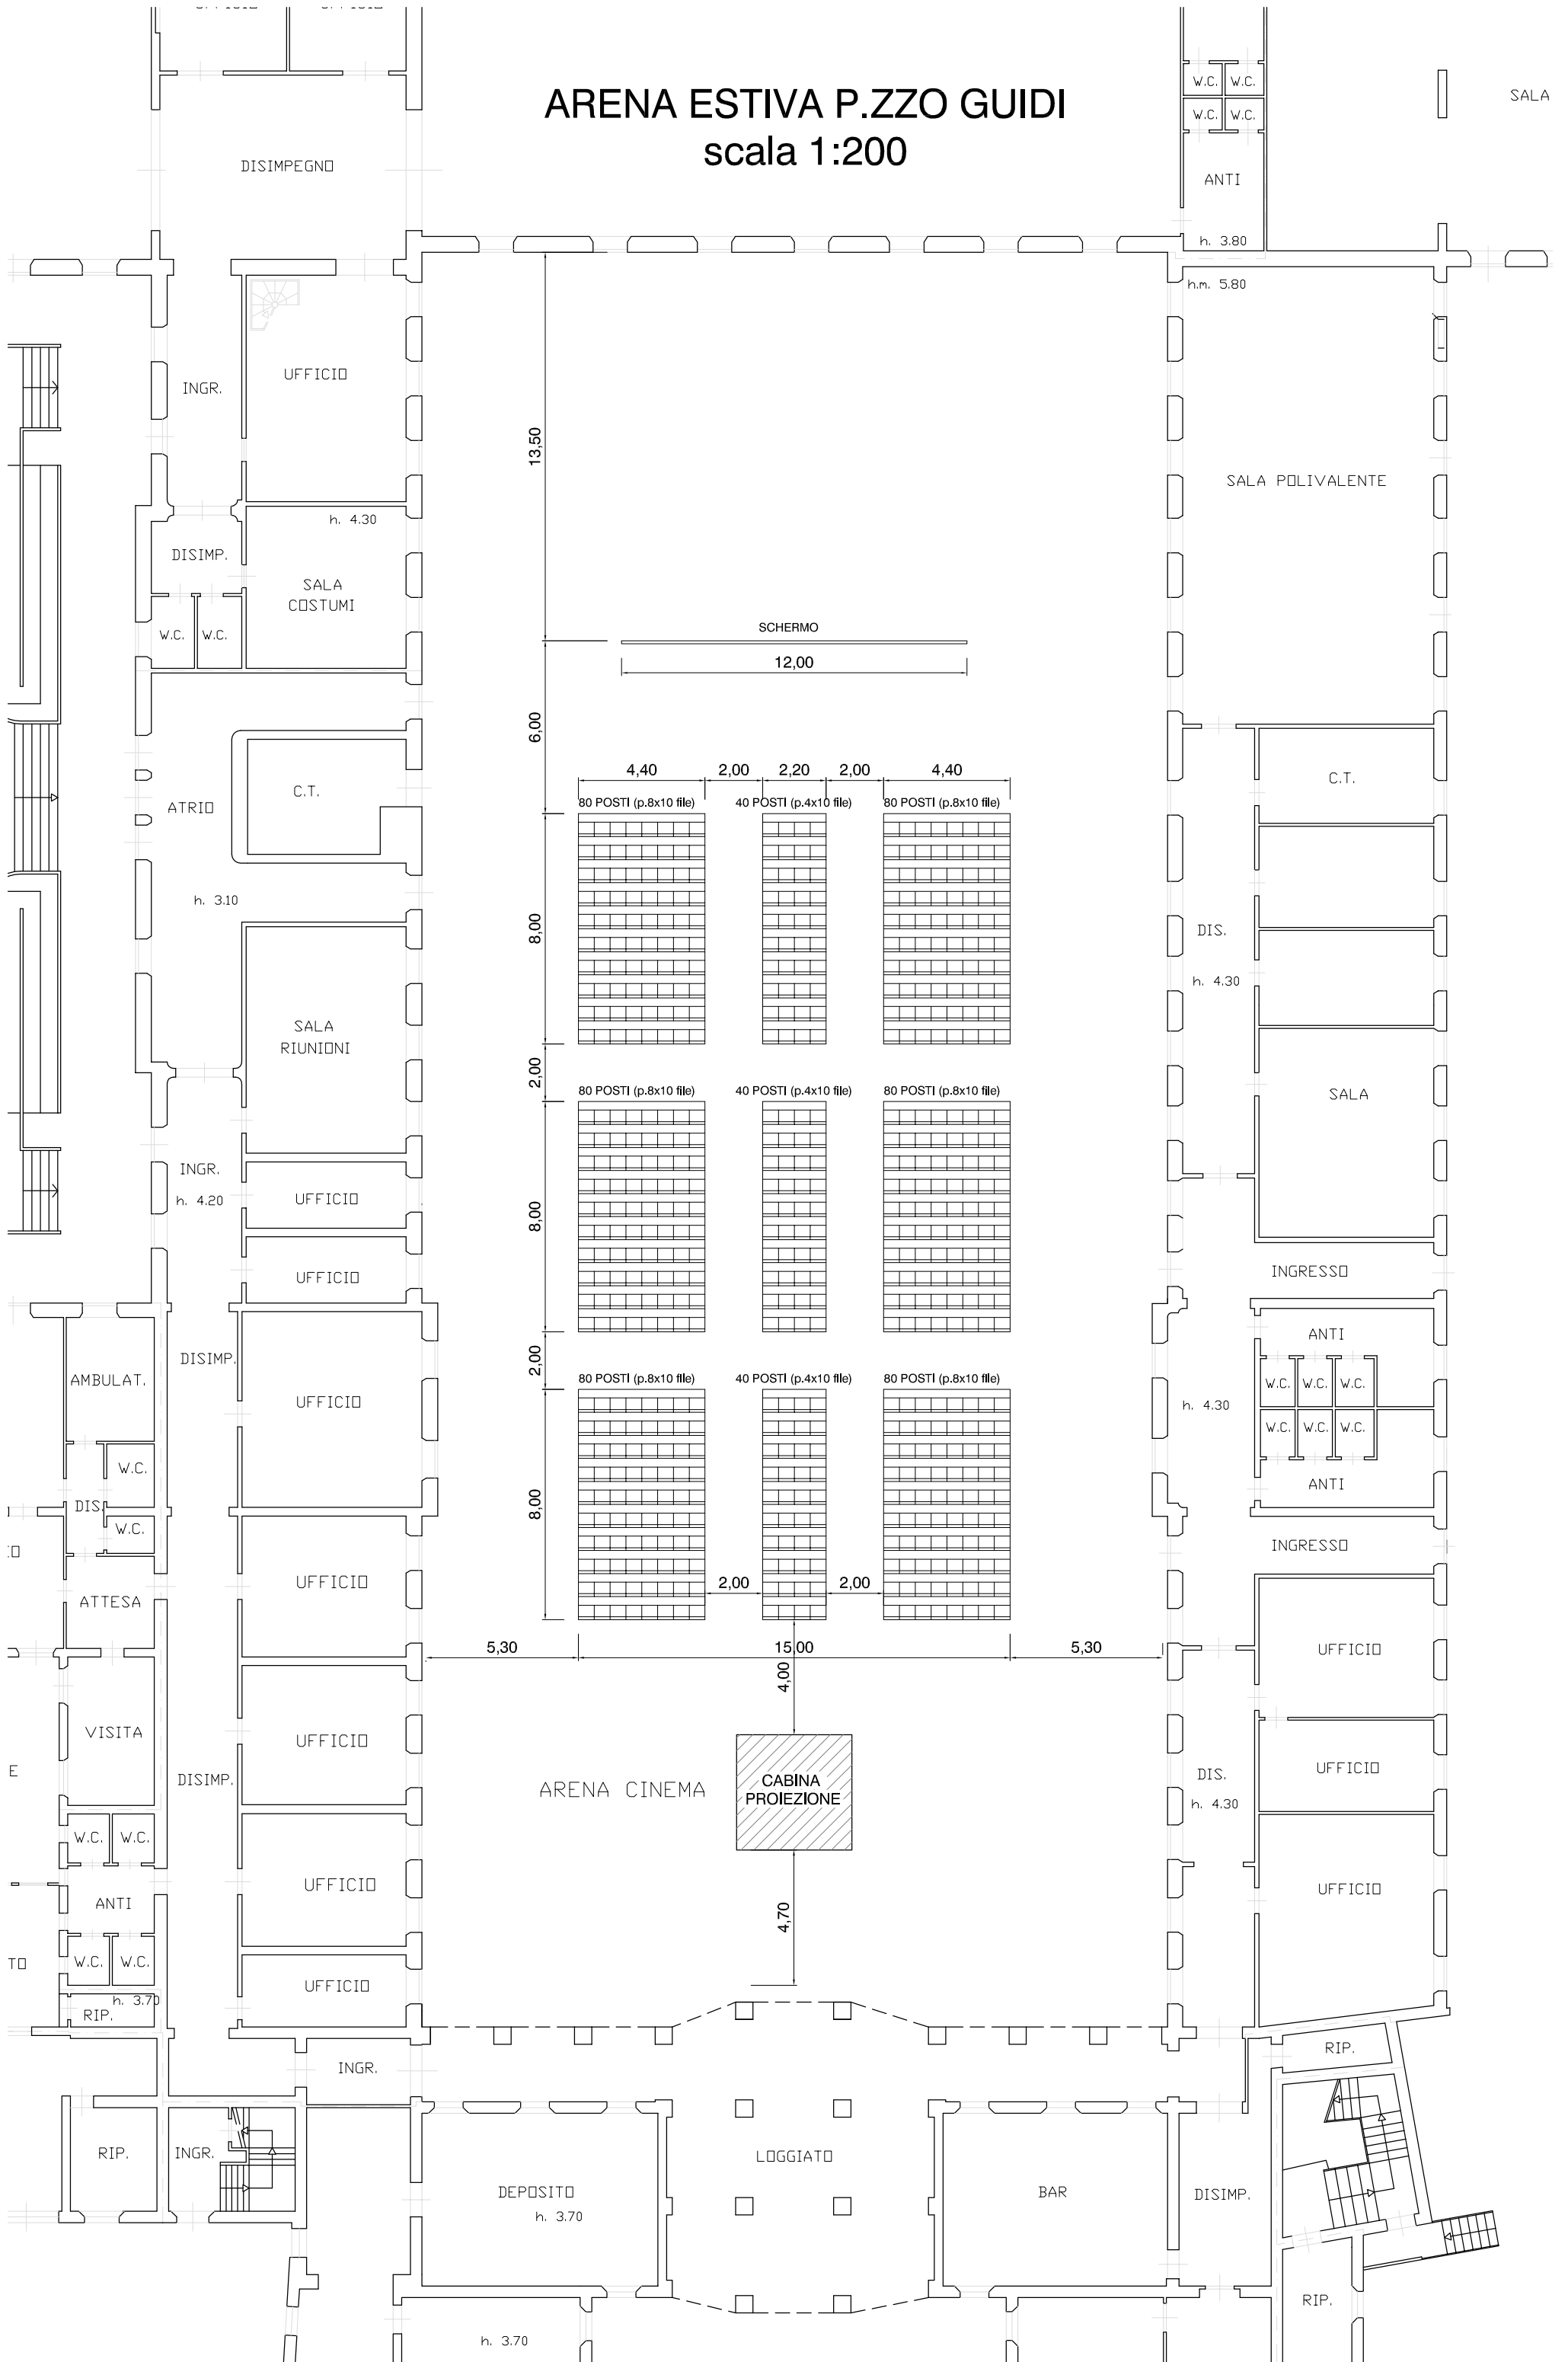 ARENA ESTIVA P.ZZO GUIDI
scala 1:200
W.C. W.C.
SALA
W.C. W.C.
DISIMPEGNO
ANTI
h. 3.80
h.m. 5.80
UFFICIO
INGR.
13,50
SALA POLIVALENTE
h. 4.30
DISIMP.
SALA
COSTUMI
W.C. W.C.
SCHERMO
12,00
6,00
4,40 2,00 2,20 2,00 4,40
C.T.
C.T.
ATRIO
80 POSTI (p.8x10 file) 40 POSTI (p.4x10 file) 80 POSTI (p.8x10 file)
h. 3.10
8,00
DIS.
h. 4.30
SALA
RIUNIONI
2,00
80 POSTI (p.8x10 file) 40 POSTI (p.4x10 file) 80 POSTI (p.8x10 file)
SALA
INGR.
h. 4.20
UFFICIO
8,00
UFFICIO
INGRESSO
ANTI
DISIMP.
2,00
AMBULAT.
80 POSTI (p.8x10 file) 40 POSTI (p.4x10 file) 80 POSTI (p.8x10 file)
W.C. W.C. W.C.
UFFICIO
h. 4.30
W.C. W.C. W.C.
W.C.
ANTI
DIS.
8,00
W.C.
INGRESSO
UFFICIO
2,00 2,00
ATTESA
5,30 15,00 5,30
UFFICIO
4,00
VISITA
UFFICIO
E
DISIMP.
ARENA CINEMA
CABINA
PROIEZIONE
DIS.
h. 4.30
UFFICIO
W.C. W.C.
UFFICIO
UFFICIO
ANTI
4,70
TO
W.C. W.C.
UFFICIO
h. 3.70
RIP.
INGR.
RIP.
RIP.
INGR.
LOGGIATO
DEPOSITO
h. 3.70
BAR
DISIMP.
RIP.
h. 3.70